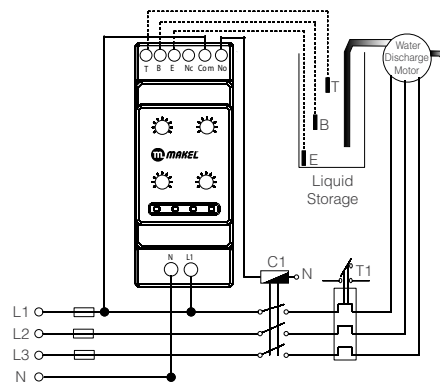 T B E Nc Com No
MAKEL
N L1
T
B
E
Liquid
Storage
Water
Discharge
Motor
C1
N
T1
L1
L2
L3
N